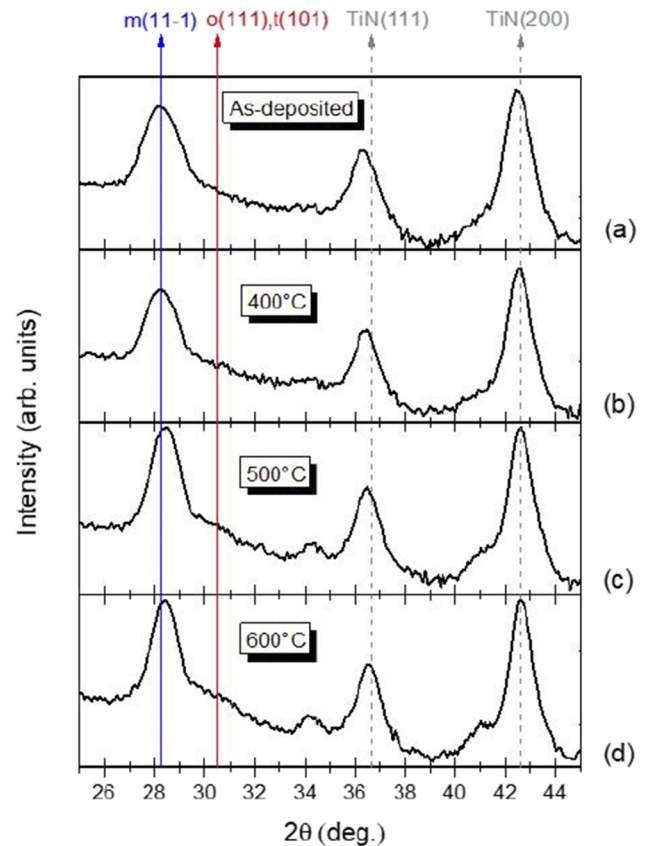 m(11-1) o(111),t(101) TiN(111) TiN(200)
As-deposited
(a)
400°C
(b)
500°C
(c)
600°C
(d)
Intensity (arb. units)
26 28 30 32 34 36 38 40 42 44
2θ (deg.)